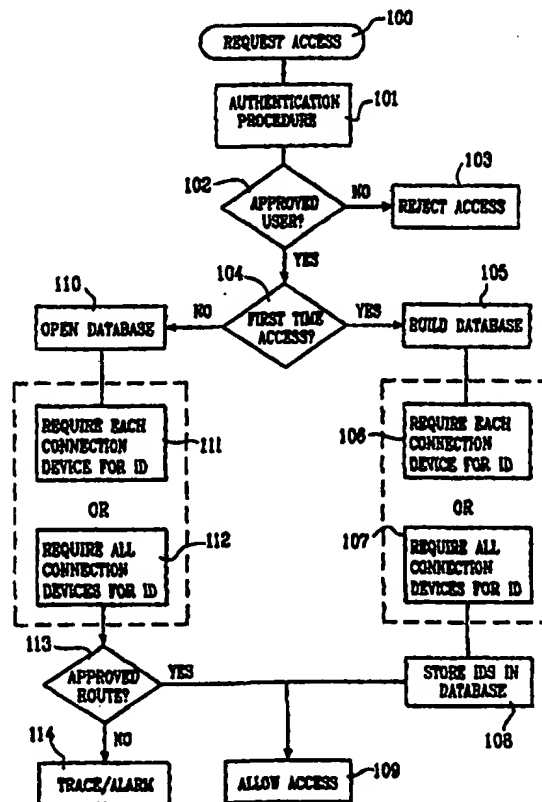 REQUEST ACCESS
100
AUTHENTICATION
PROCEDURE
101
102
APPROVED
USER?
NO
103
REJECT ACCESS
YES
110
OPEN DATABASE
NO
104
FIRST TIME
ACCESS?
YES
105
BUILD DATABASE
REQUIRE EACH
CONNECTION
DEVICE FOR ID
111
OR
REQUIRE ALL
CONNECTION
DEVICES FOR ID
112
106
REQUIRE EACH
CONNECTION
DEVICE FOR ID
OR
107
REQUIRE ALL
CONNECTION
DEVICES FOR ID
113
APPROVED
ROUTE?
YES
STORE IDS IN
DATABASE
108
NO
114
TRACE/ALARM
ALLOW ACCESS
109